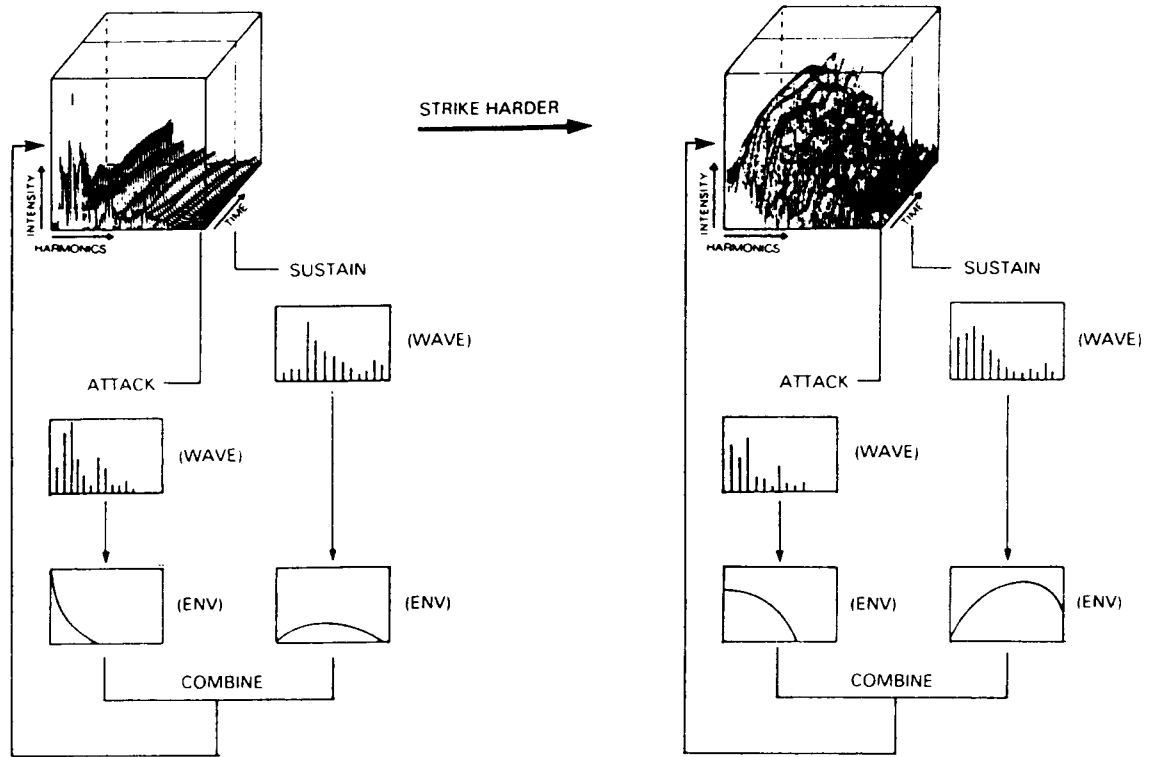 STRIKE HARDER
INTENSITY
HARMONICS
TIME
SUSTAIN
(WAVE)
ATTACK
(WAVE)
(ENV)
(ENV)
COMBINE
INTENSITY
HARMONICS
TIME
SUSTAIN
(WAVE)
ATTACK
(WAVE)
(ENV)
(ENV)
COMBINE